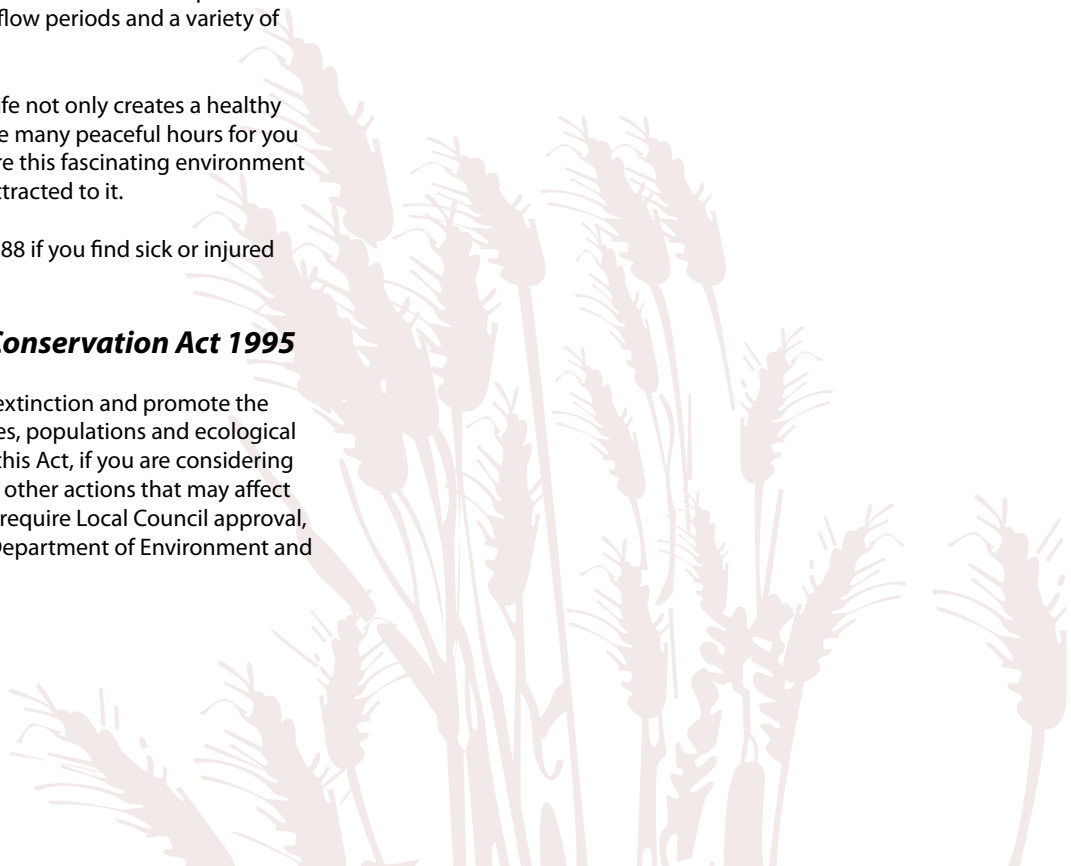 flow periods and a variety of
ife not only creates a healthy
e many peaceful hours for you
re this fascinating environment
ttracted to it.
88 if you find sick or injured
Conservation Act 1995
extinction and promote the
es, populations and ecological
this Act, if you are considering
other actions that may affect
require Local Council approval,
Department of Environment and